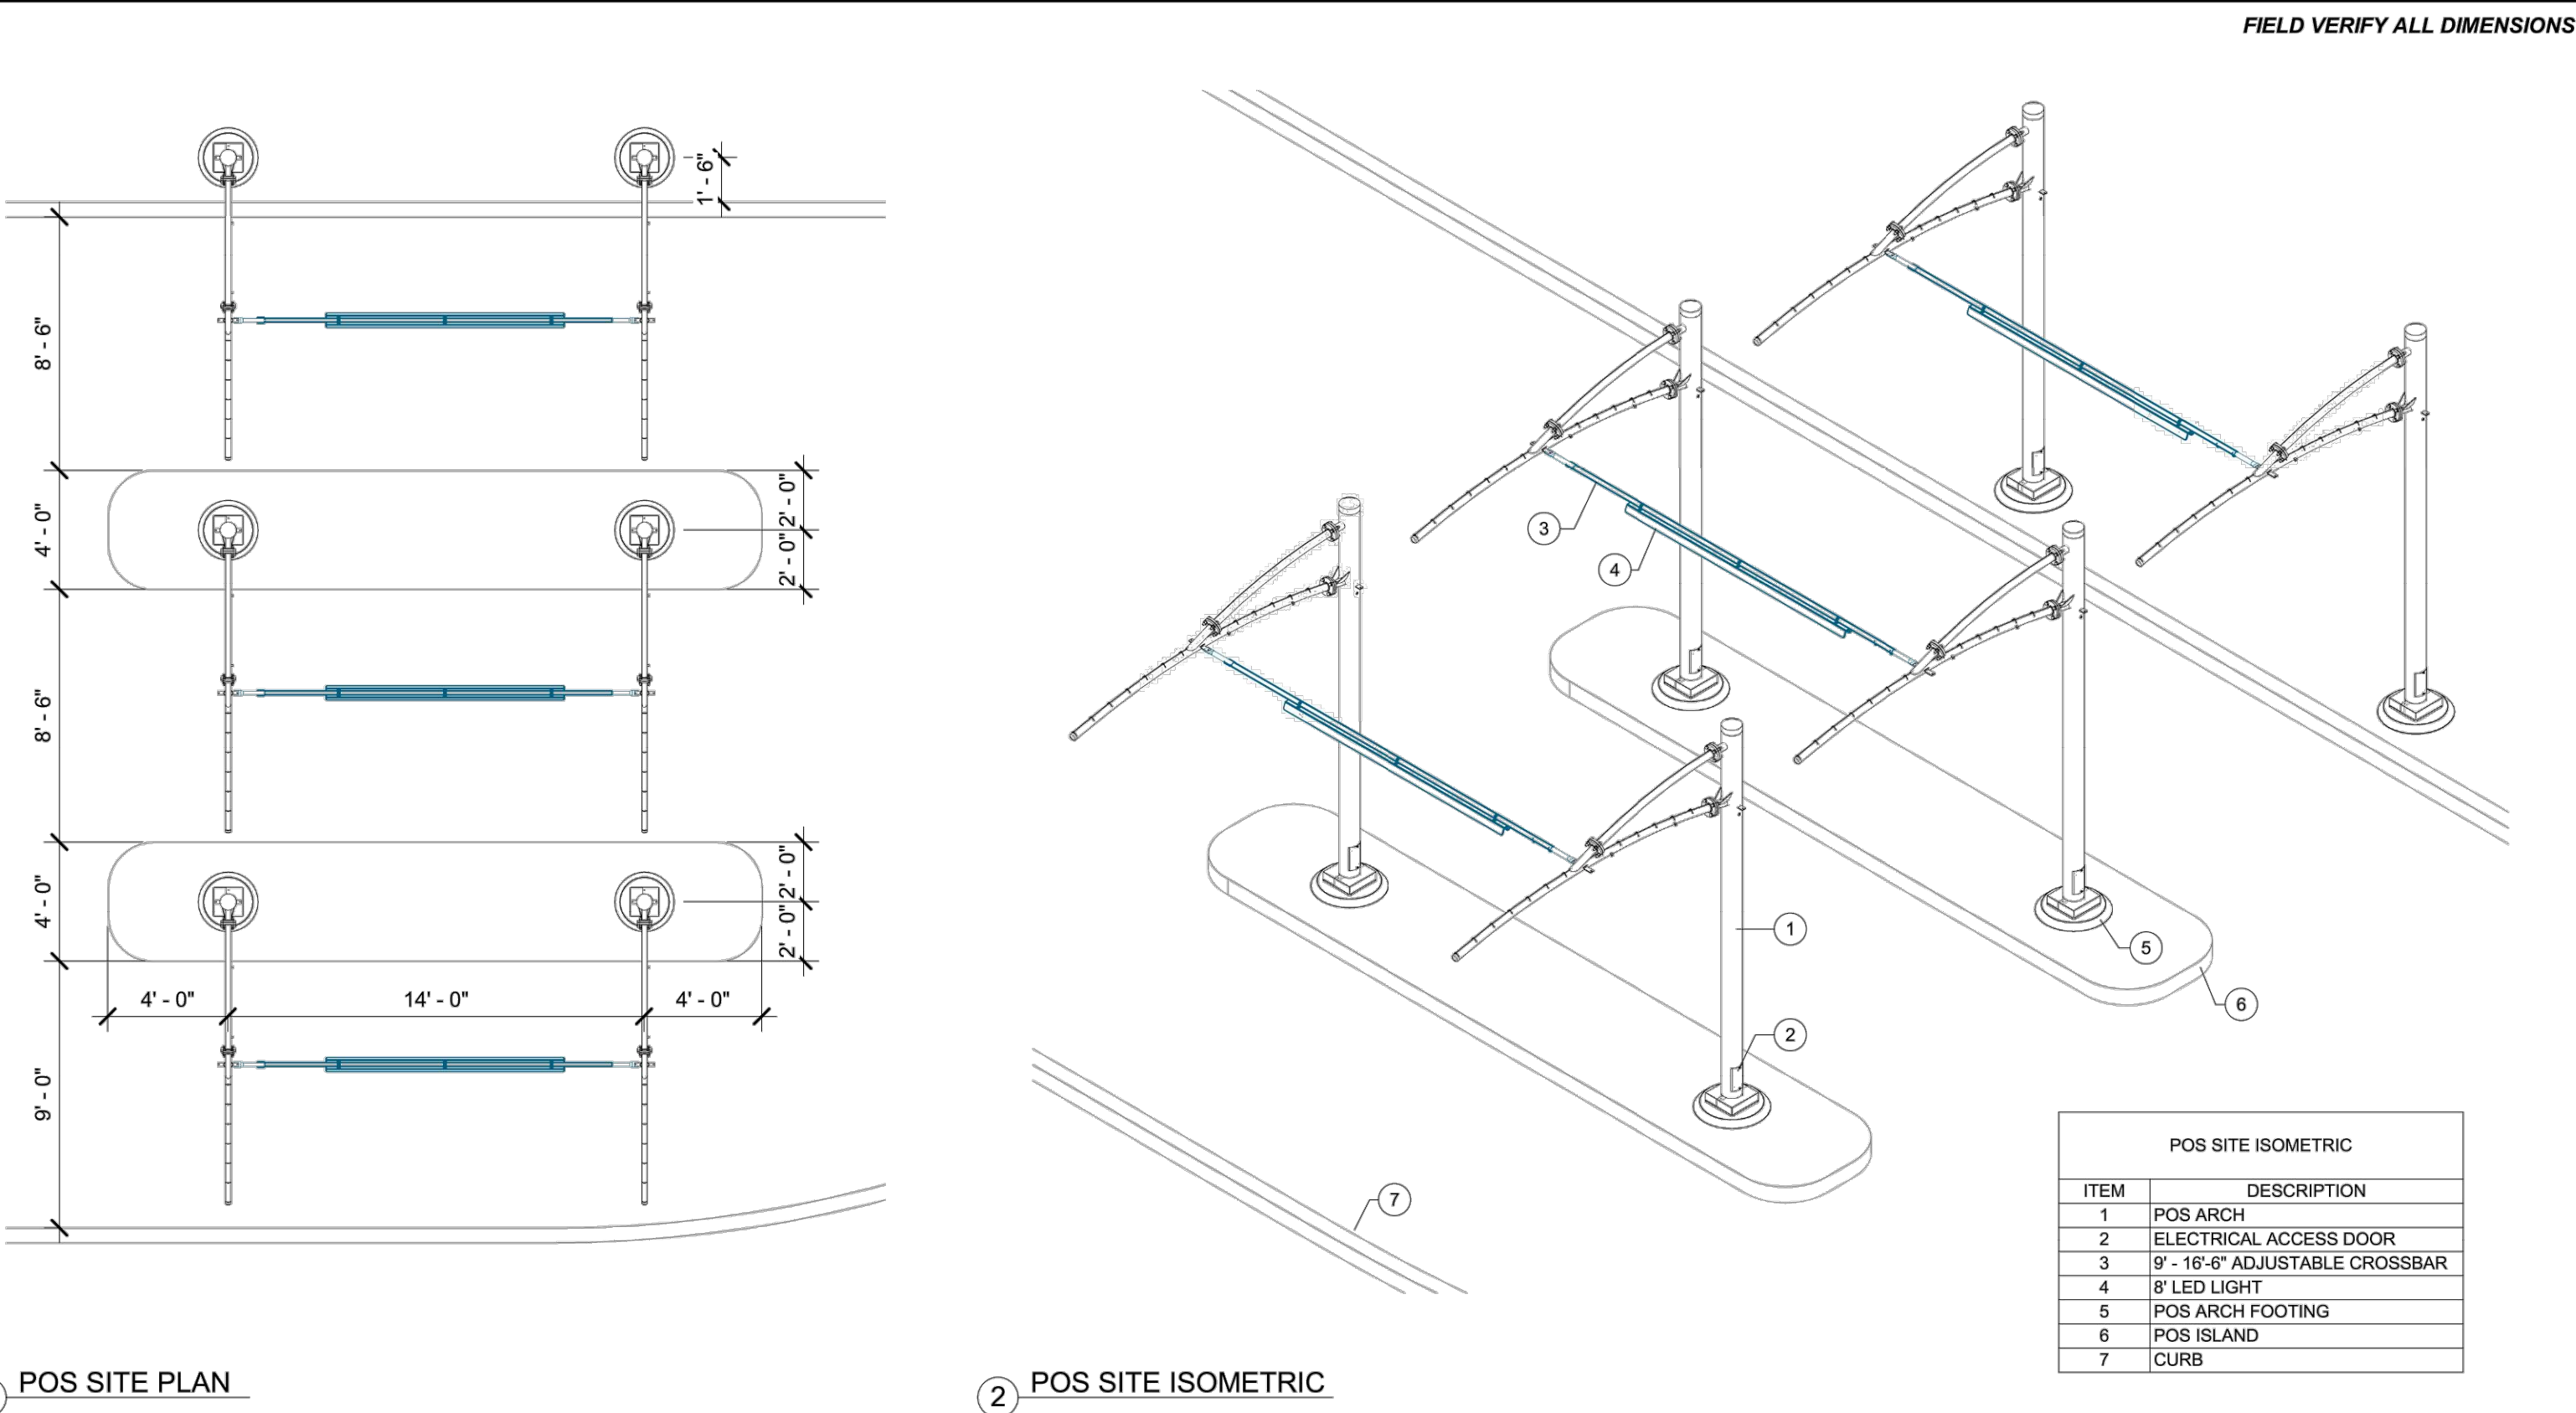 FIELD VERIFY ALL DIMENSIONS
1' - 6"
8' - 6"
4' - 0"
2' - 0"
2' - 0"
8' - 6"
4' - 0"
2' - 0"
2' - 0"
4' - 0"
14' - 0"
4' - 0"
9' - 0"
POS SITE PLAN
3
4
1
5
6
2
7
2
POS SITE ISOMETRIC
POS SITE ISOMETRIC
ITEM DESCRIPTION
1 POS ARCH
2 ELECTRICAL ACCESS DOOR
3 9' - 16'-6" ADJUSTABLE CROSSBAR
4 8' LED LIGHT
5 POS ARCH FOOTING
6 POS ISLAND
7 CURB